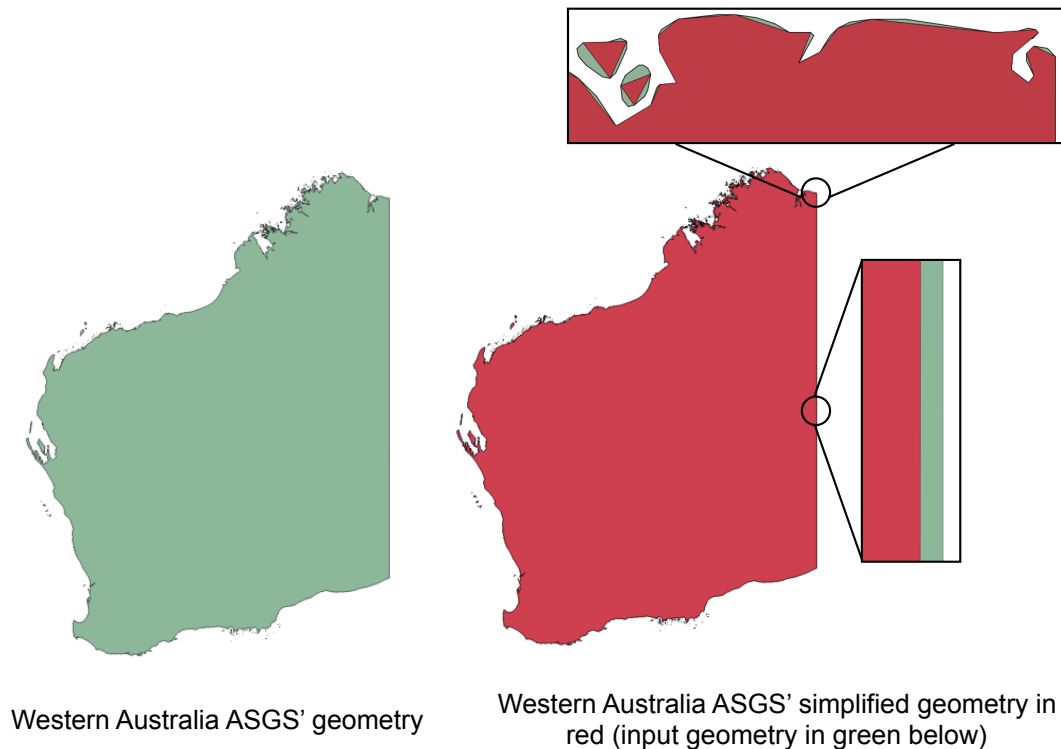 Western Australia ASGS’ geometry
Western Australia ASGS’ simplified geometry in
red (input geometry in green below)